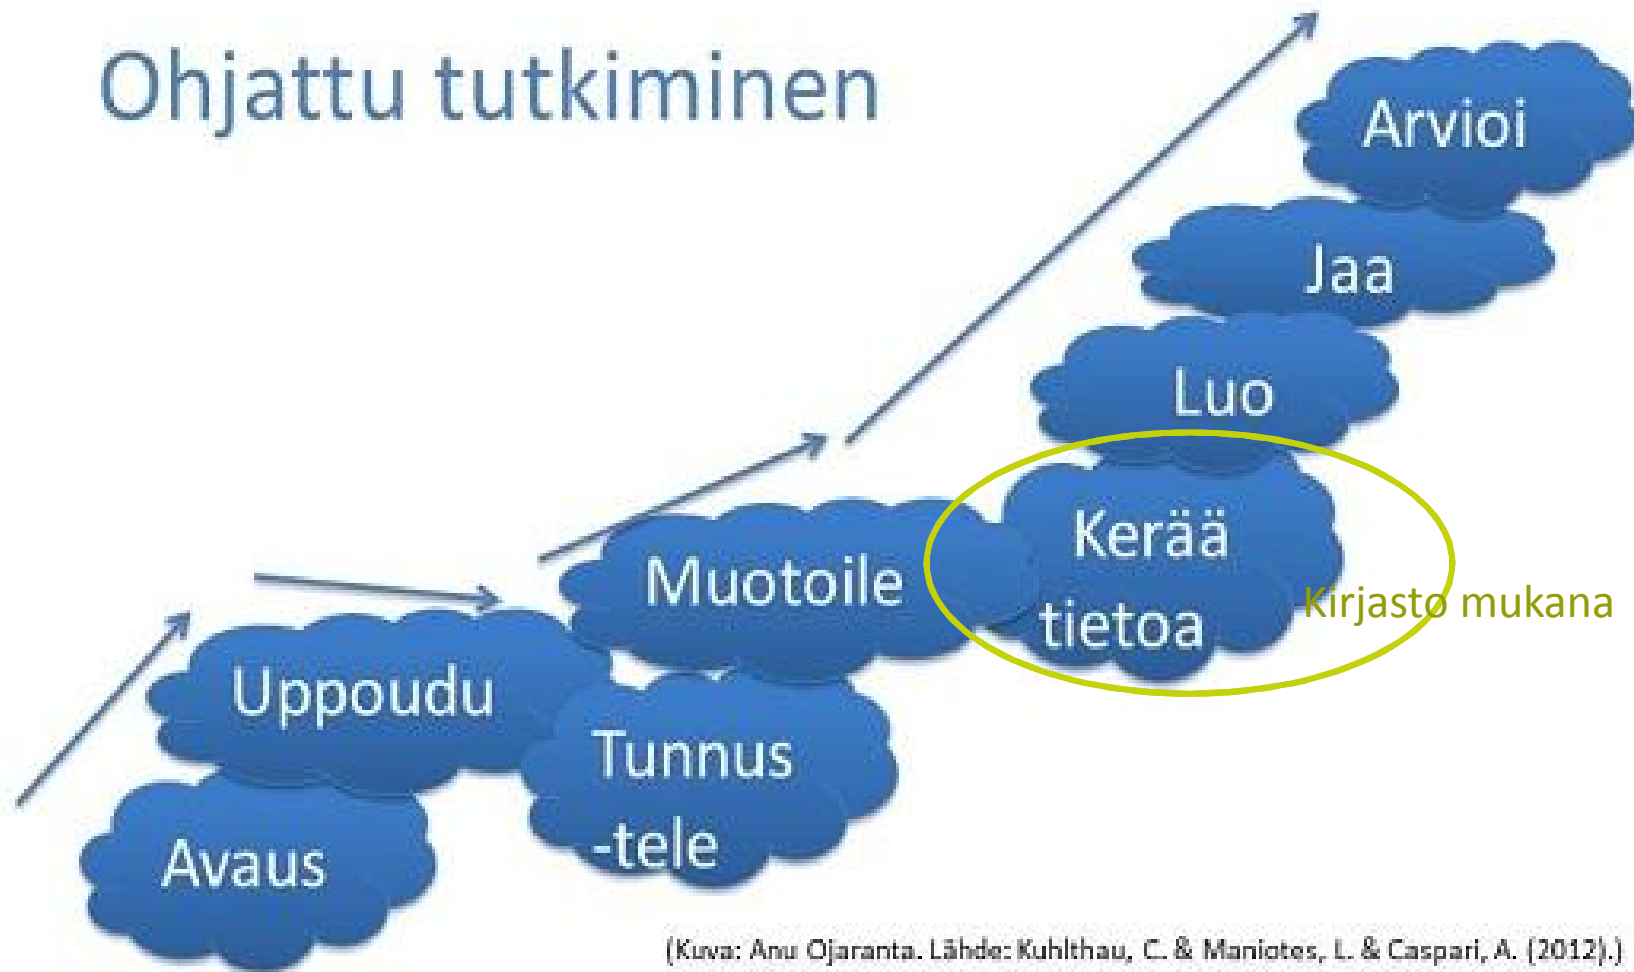 Ohjattu tutkiminen
Avaus
Uppoudu
Tunnus
-tele
Muotoile
Kerää
tietoa
Kirjasto mukana
Luo
Jaa
Arvioi
(Kuva: Anu Ojaranta. Lähde: Kuhlthau, C. & Maniotes, L. & Caspari, A. (2012).)